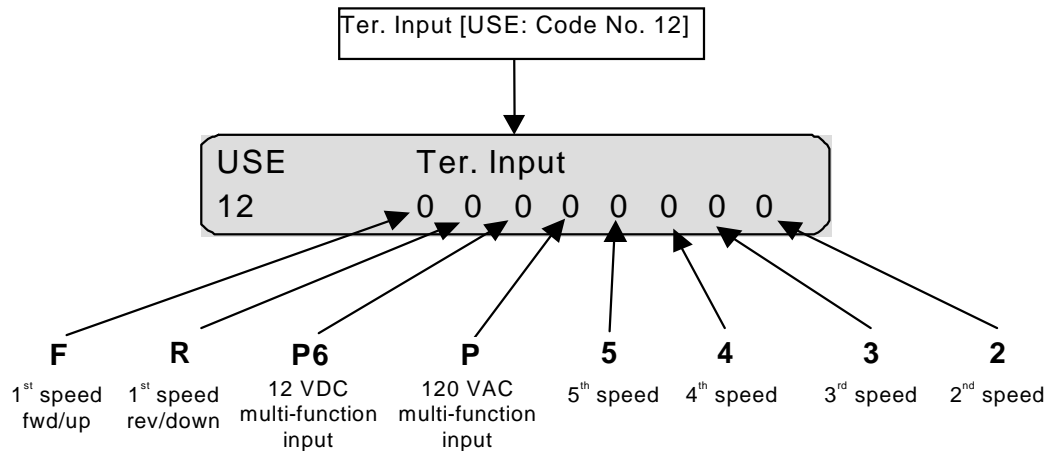 Ter. Input [USE: Code No. 12]
USE Ter. Input
12 0 0 0 0 0 0 0 0
F R P6 P 5 4 3 2
1st speed fwd/up
1st speed rev/down
12 VDC multi-function input
120 VAC multi-function input
5th speed
4th speed
3rd speed
2nd speed